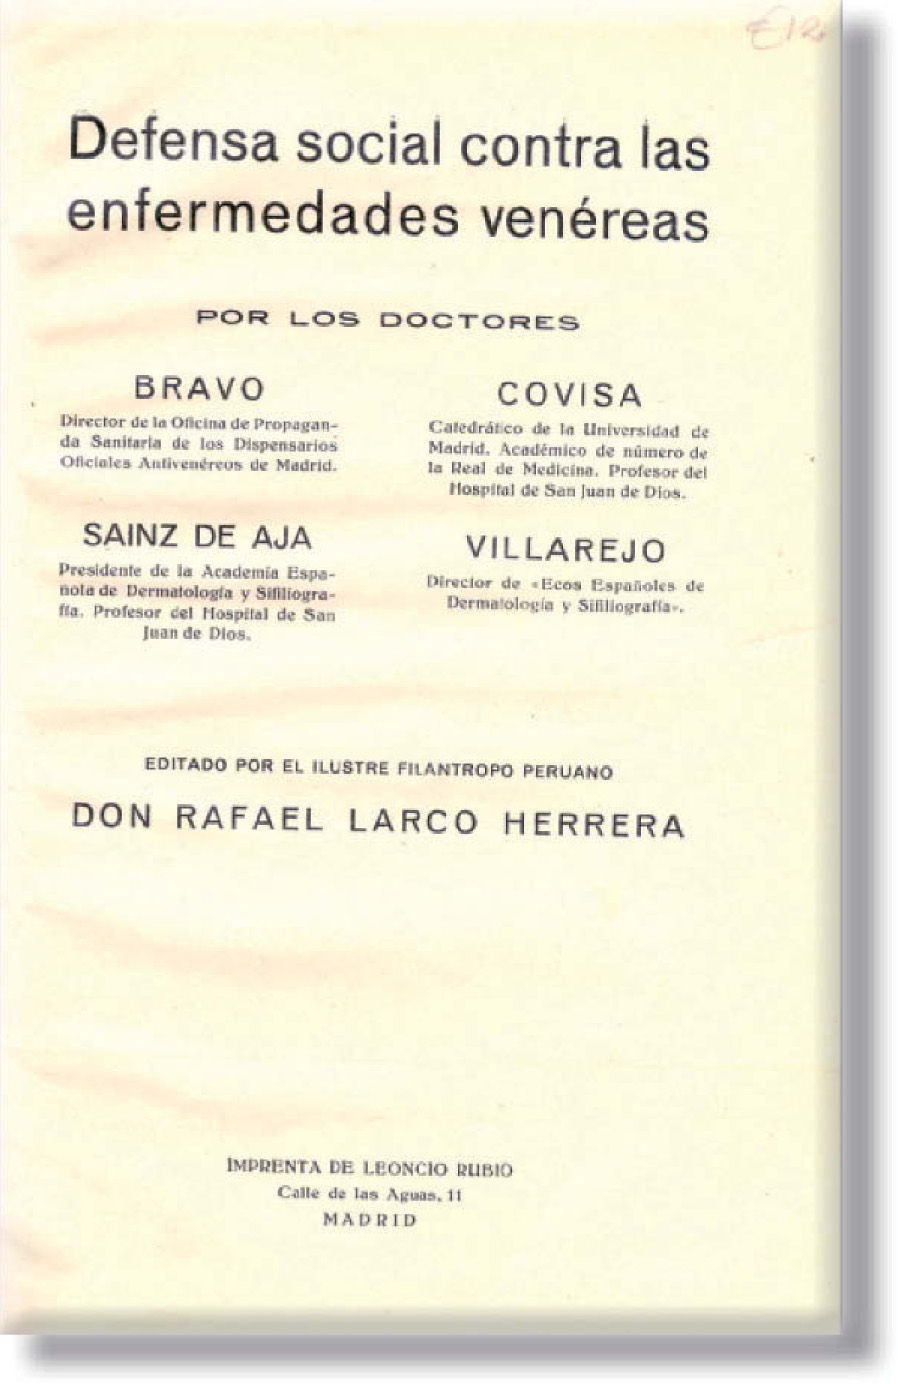 Defensa social contra las
enfermedades venéreas
POR LOS DOCTORES
BRAVO
Director de la Oficina de Propagan-
da Sanitaria de los Dispensarios
Oficiales Antivenéreos de Madrid.
COVISA
Catedrático de la Universidad de
Madrid. Académico de número de
la Real de Medicina. Profesor del
Hospital de San Juan de Dios.
SAINZ DE AJA
Presidente de la Academia Espa-
ñola de Dermatología y Sifiliogra-
fía. Profesor del Hospital de San
Juan de Dios.
VILLAREJO
Director de «Ecos Españoles de
Dermatología y Sifiliografía».
EDITADO POR EL ILUSTRE FILANTROPO PERUANO
DON RAFAEL LARCO HERRERA
IMPRENTA DE LEONCIO RUBIO
Calle de las Aguas, 11
MADRID